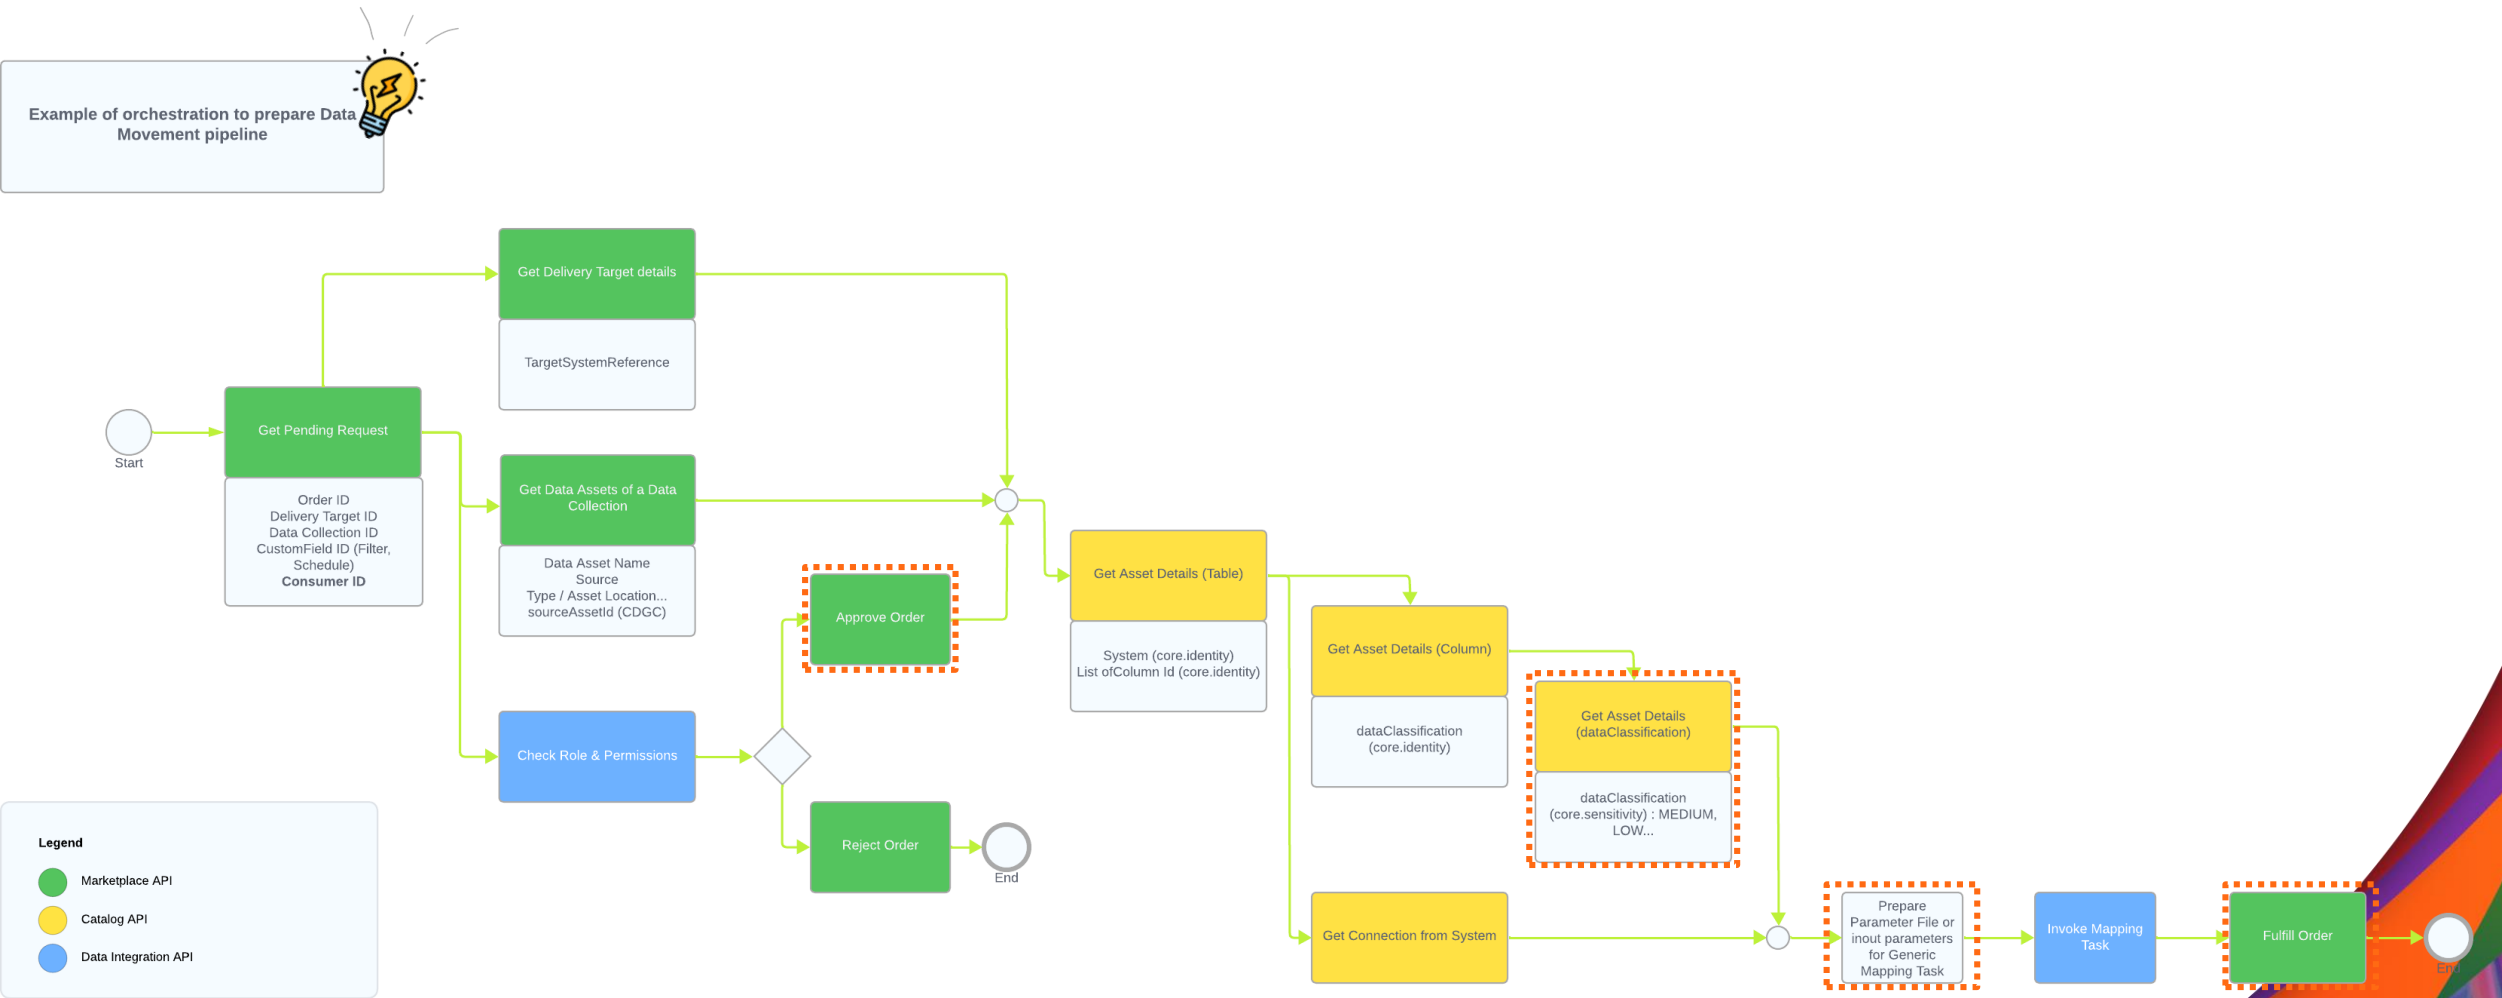 Example of orchestration to prepare Data
Movement pipeline
Get Delivery Target details
TargetSystemReference
Start
Get Pending Request
Order ID
Delivery Target ID
Data Collection ID
CustomField ID (Filter,
Schedule)
Consumer ID
Get Data Assets of a Data
Collection
Data Asset Name
Source
Type / Asset Location...
sourceAssetId (CDGC)
Check Role & Permissions
Approve Order
Reject Order
End
Get Asset Details (Table)
System (core.identity)
List ofColumn Id (core.identity)
Get Asset Details (Column)
dataClassification
(core.identity)
Get Asset Details
(dataClassification)
dataClassification
(core.sensitivity) : MEDIUM,
LOW...
Get Connection from System
Prepare
Parameter File or
inout parameters
for Generic
Mapping Task
Invoke Mapping
Task
Fulfill Order
End
Legend
Marketplace API
Catalog API
Data Integration API